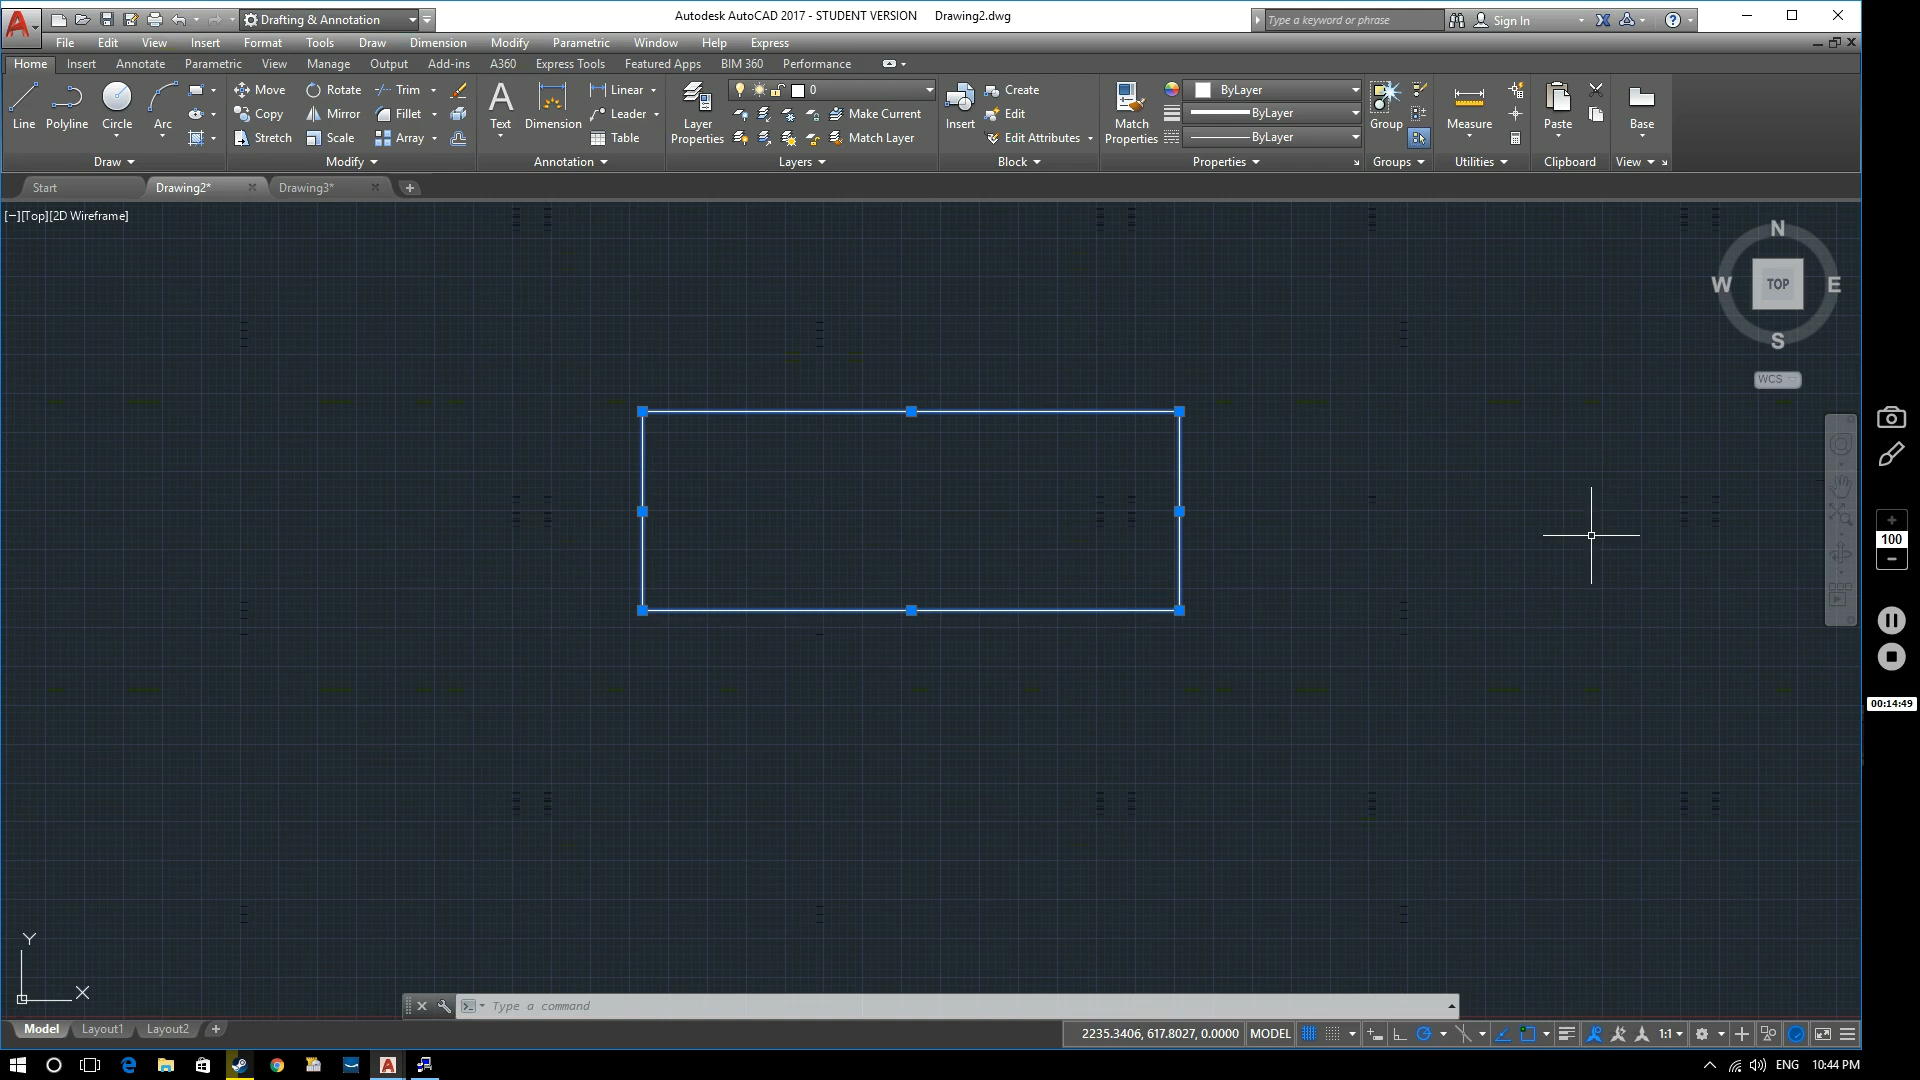 Drafting & Annotation
Autodesk AutoCAD 2017 - STUDENT VERSION Drawing2.dwg
Type a keyword or phrase
Sign In
File Edit View Insert Format Tools Draw Dimension Modify Parametric Window Help Express
Home Insert Annotate Parametric View Manage Output Add-ins A360 Express Tools Featured Apps BIM 360 Performance
Line Polyline Circle Arc
Draw
Move Rotate Trim
Copy Mirror Fillet
Stretch Scale Array
Modify
Text Dimension
Linear
Leader
Table
Annotation
Layer
Properties
0
Make Current
Match Layer
Layers
Insert
Create
Edit
Edit Attributes
Block
Match
Properties
ByLayer
ByLayer
ByLayer
Properties
Group
Groups
Measure
Utilities
Paste
Clipboard
Base
View
Start Drawing2* Drawing3*
[−][Top][2D Wireframe]
N
W TOP E
S
WCS
100
00:14:49
Y
X
Type a command
Model Layout1 Layout2
2235.3406, 617.8027, 0.0000 MODEL 1:1
ENG 10:44 PM